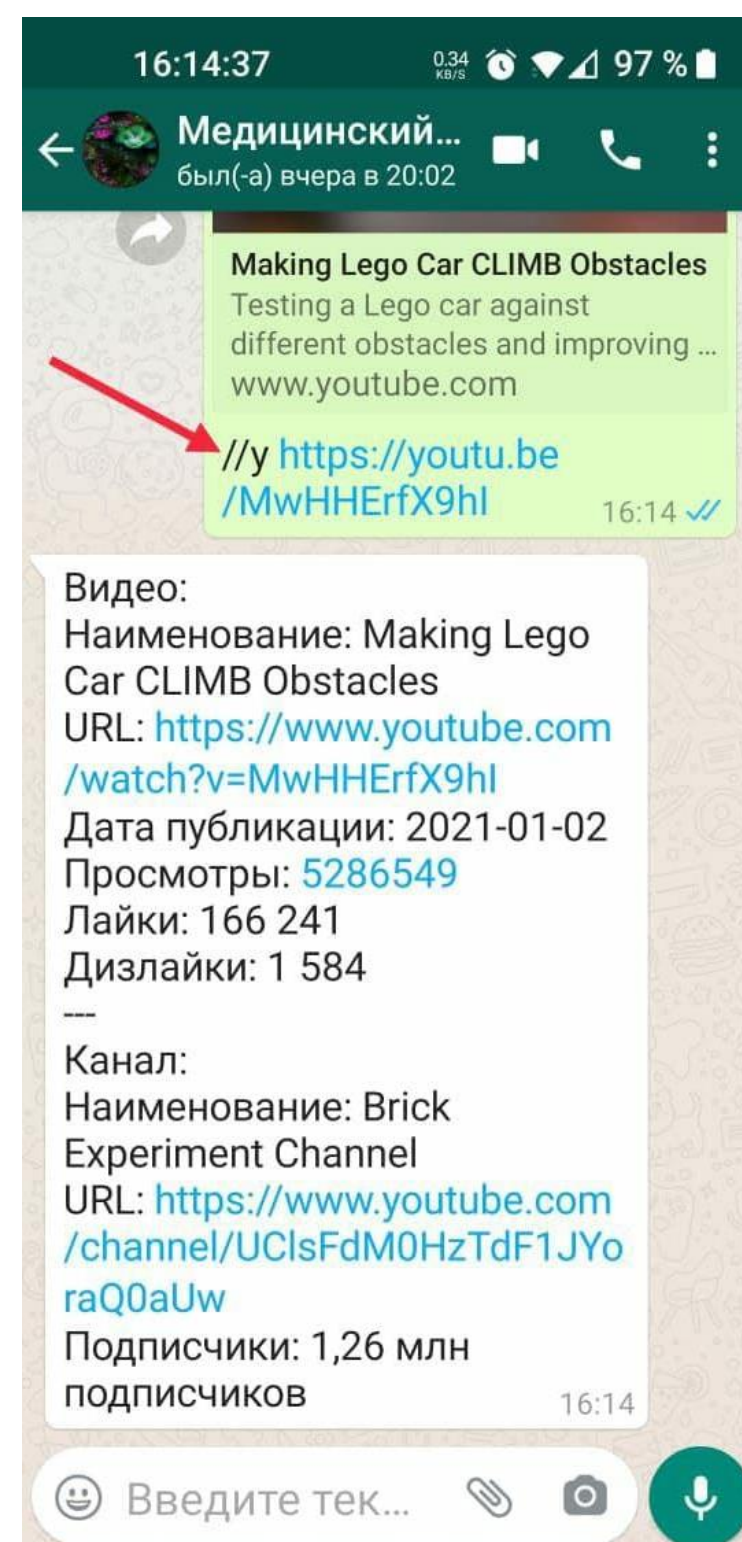 16:14:37
0.34 KB/S 97 %
Медицинский...
был(-а) вчера в 20:02
Making Lego Car CLIMB Obstacles
Testing a Lego car against
different obstacles and improving ...
www.youtube.com
//y https://youtu.be
/MwHHErfX9hI
16:14
Видео:
Наименование: Making Lego
Car CLIMB Obstacles
URL: https://www.youtube.com
/watch?v=MwHHErfX9hI
Дата публикации: 2021-01-02
Просмотры: 5286549
Лайки: 166 241
Дизлайки: 1 584
---
Канал:
Наименование: Brick
Experiment Channel
URL: https://www.youtube.com
/channel/UClsFdM0HzTdF1JYo
raQ0aUw
Подписчики: 1,26 млн
подписчиков
16:14
Введите тек...